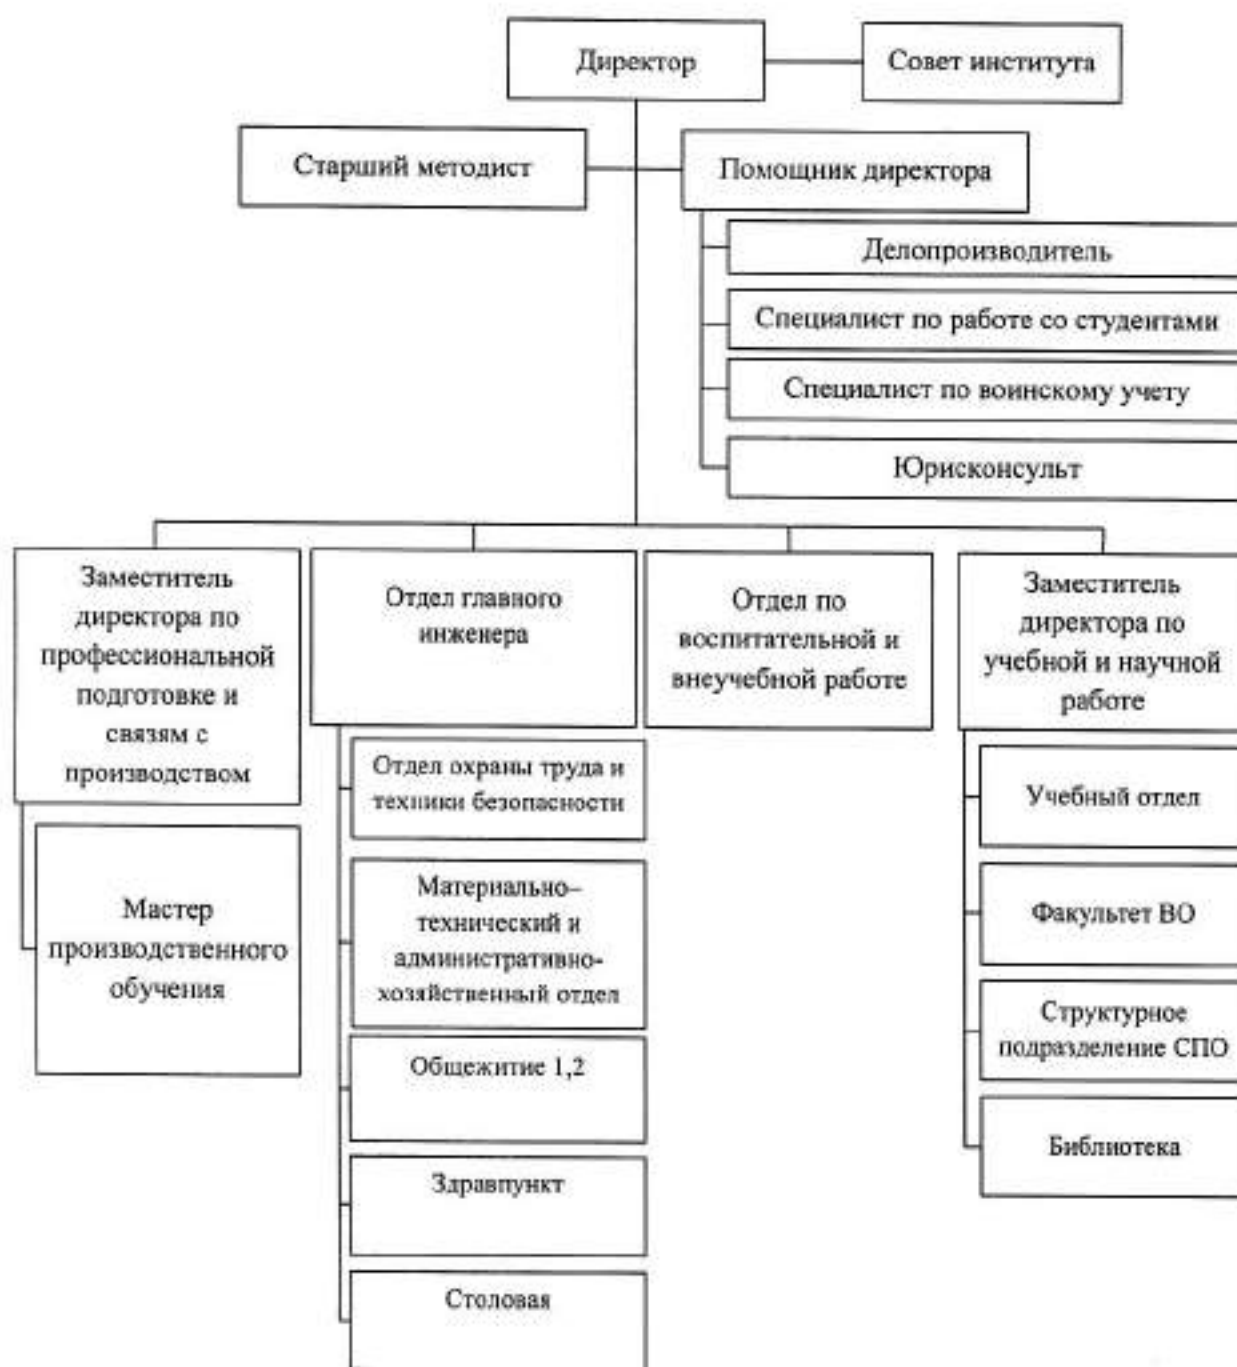 Директор
Совет института
Старший методист
Помощник директора
Делопроизводитель
Специалист по работе со студентами
Специалист по воинскому учету
Юрисконсульт
Заместитель
директора по
профессиональной
подготовке и
связям с
производством
Мастер
производственного
обучения
Отдел главного
инженера
Отдел охраны труда и
техники безопасности
Материально–
технический и
административно-
хозяйственный отдел
Общежитие 1,2
Здравпункт
Столовая
Отдел по
воспитательной и
внеучебной работе
Заместитель
директора по
учебной и научной
работе
Учебный отдел
Факультет ВО
Структурное
подразделение СПО
Библиотека